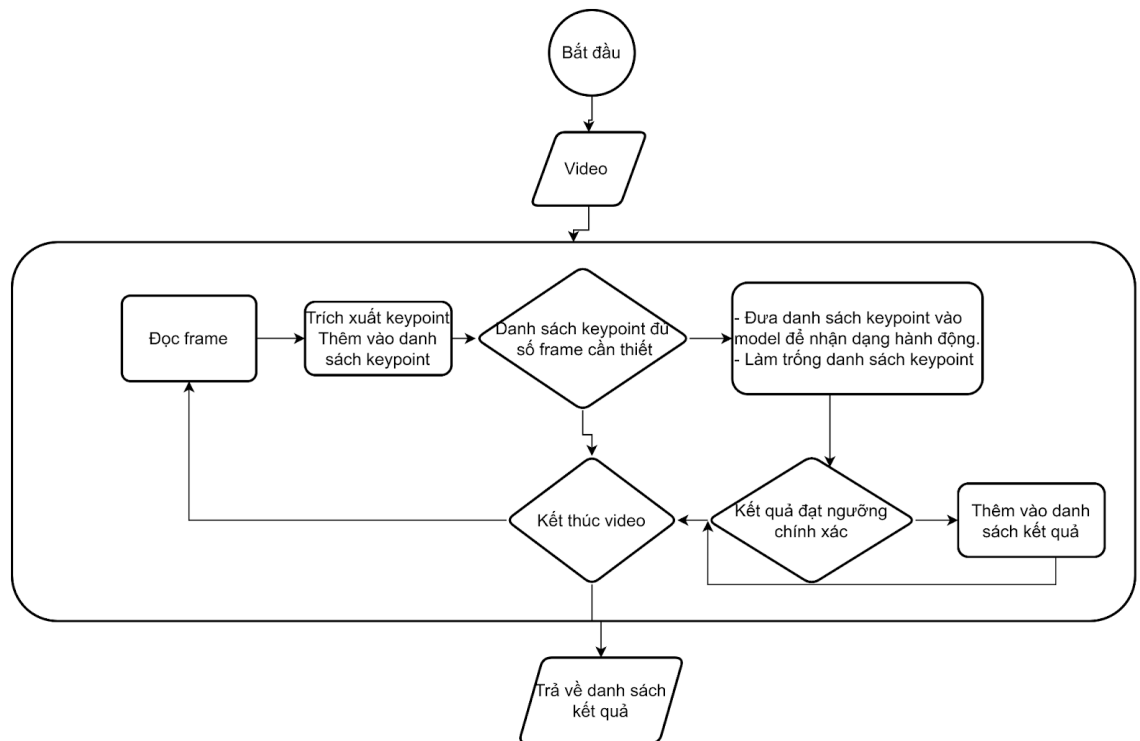 Bắt đầu
Video
Đọc frame
Trích xuất keypoint
Thêm vào danh
sách keypoint
Danh sách keypoint đủ
số frame cần thiết
- Đưa danh sách keypoint vào
model để nhận dạng hành động.
- Làm trống danh sách keypoint
Kết thúc video
Kết quả đạt ngưỡng
chính xác
Thêm vào danh
sách kết quả
Trả về danh sách
kết quả